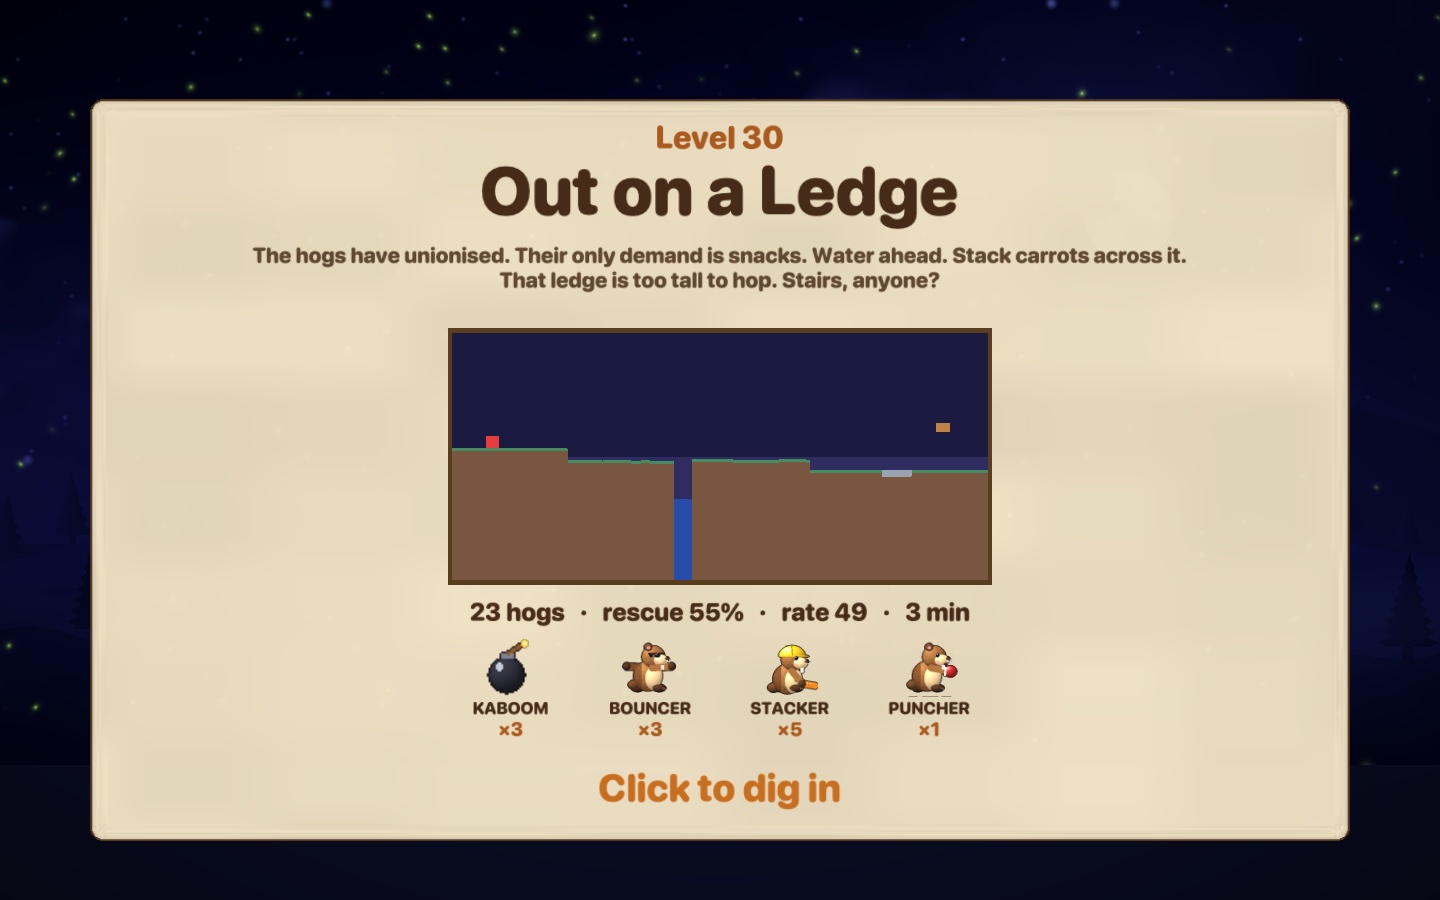 Level 30
Out on a Ledge
The hogs have unionised. Their only demand is snacks. Water ahead. Stack carrots across it.
That ledge is too tall to hop. Stairs, anyone?
23 hogs · rescue 55% · rate 49 · 3 min
KABOOM BOUNCER STACKER PUNCHER
×3 ×3 ×5 ×1
Click to dig in